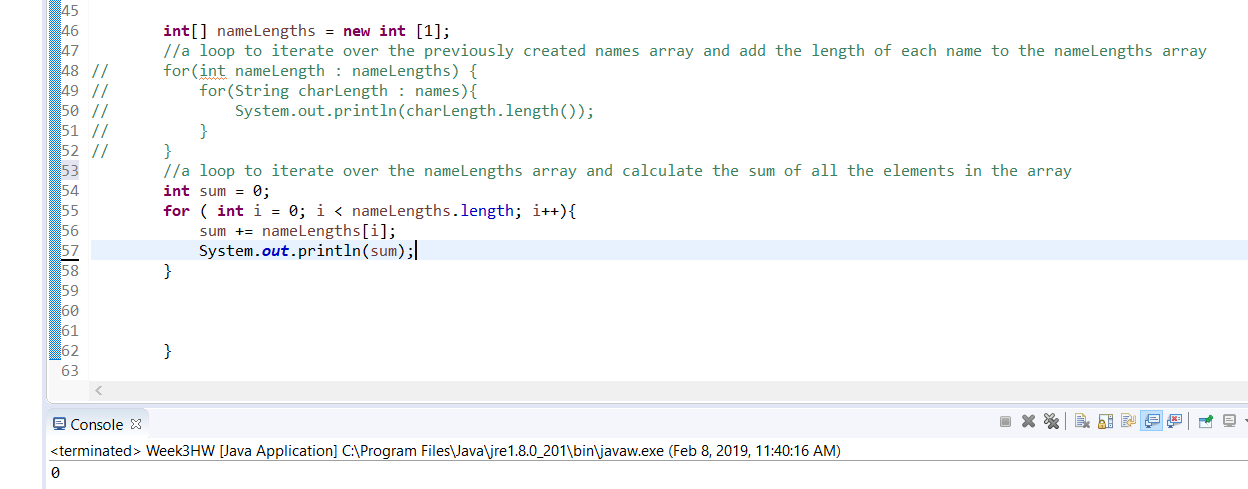 45
46         int[] nameLengths = new int [1];
47         //a loop to iterate over the previously created names array and add the length of each name to the nameLengths array
48 //      for(int nameLength : nameLengths) {
49 //          for(String charLength : names){
50 //              System.out.println(charLength.length());
51 //          }
52 //      }
53         //a loop to iterate over the nameLengths array and calculate the sum of all the elements in the array
54         int sum = 0;
55         for ( int i = 0; i < nameLengths.length; i++){
56             sum += nameLengths[i];
57             System.out.println(sum);
58         }
59
60
61
62         }
63
Console
<terminated> Week3HW [Java Application] C:\Program Files\Java\jre1.8.0_201\bin\javaw.exe (Feb 8, 2019, 11:40:16 AM)
0